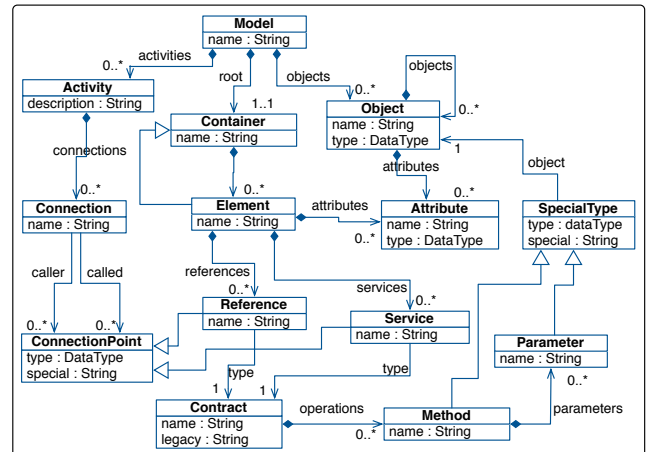 Model
name : String
activities
root
objects
objects
0..*
1..1
0..*
0..*
Activity
description : String
Container
name : String
Object
name : String
type : DataType
1
object
connections
attributes
0..*
0..*
0..*
Connection
name : String
Element
name : String
attributes
0..*
Attribute
name : String
type : DataType
SpecialType
type : dataType
special : String
caller
called
references
services
0..*
0..*
0..*
0..*
ConnectionPoint
type : DataType
special : String
Reference
name : String
Service
name : String
Parameter
name : String
type
type
1
1
0..*
Contract
name : String
legacy : String
operations
0..*
Method
name : String
parameters